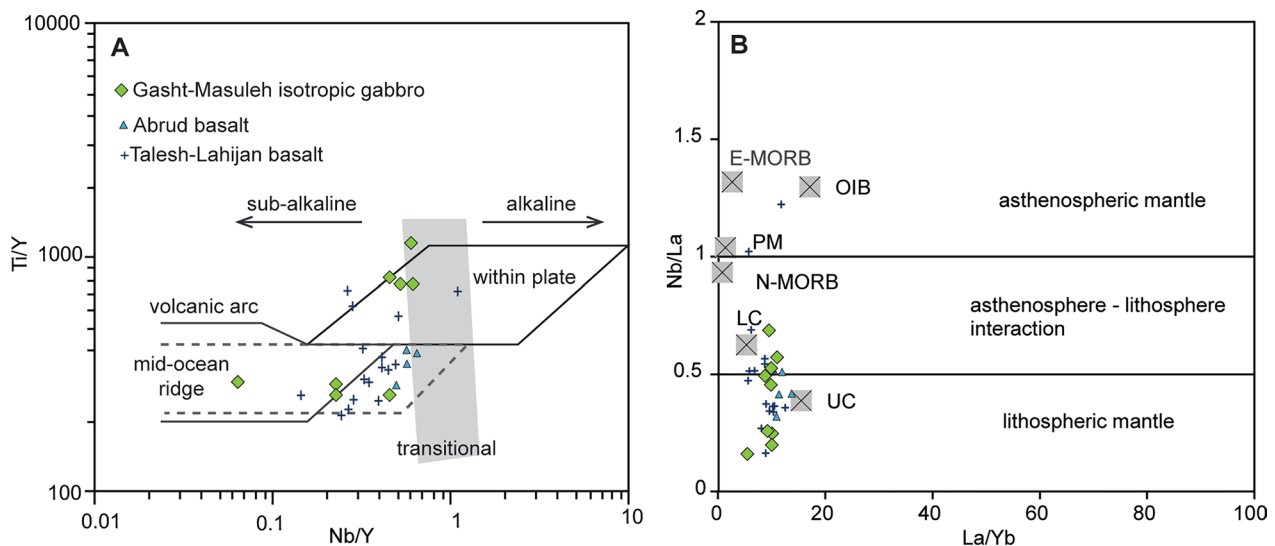 A
10000
1000
100
Ti/Y
Gasht-Masuleh isotropic gabbro
Abrud basalt
Talesh-Lahijan basalt
sub-alkaline
alkaline
within plate
volcanic arc
mid-ocean
ridge
transitional
0.01
0.1
1
10
Nb/Y
B
2
1.5
1
0.5
0
Nb/La
E-MORB
OIB
asthenospheric mantle
PM
N-MORB
asthenosphere - lithosphere
interaction
LC
UC
lithospheric mantle
0
20
40
60
80
100
La/Yb